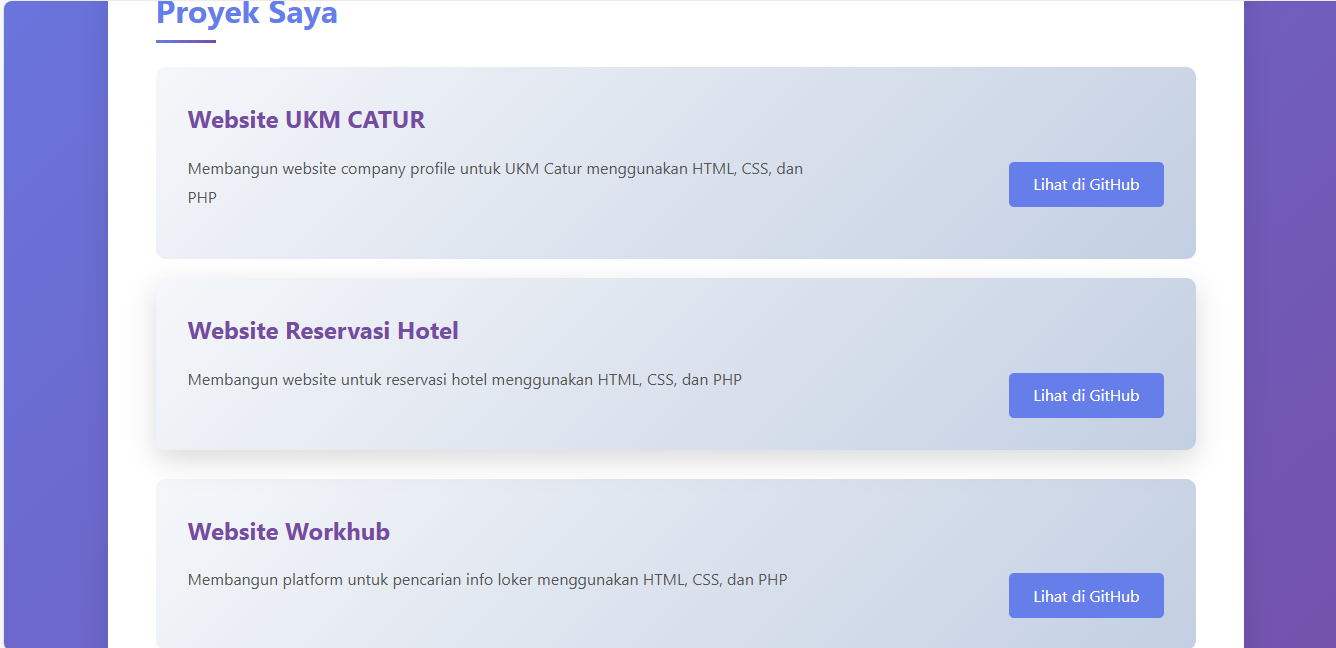 Proyek Saya
Website UKM CATUR
Membangun website company profile untuk UKM Catur menggunakan HTML, CSS, dan
PHP
Lihat di GitHub
Website Reservasi Hotel
Membangun website untuk reservasi hotel menggunakan HTML, CSS, dan PHP
Lihat di GitHub
Website Workhub
Membangun platform untuk pencarian info loker menggunakan HTML, CSS, dan PHP
Lihat di GitHub